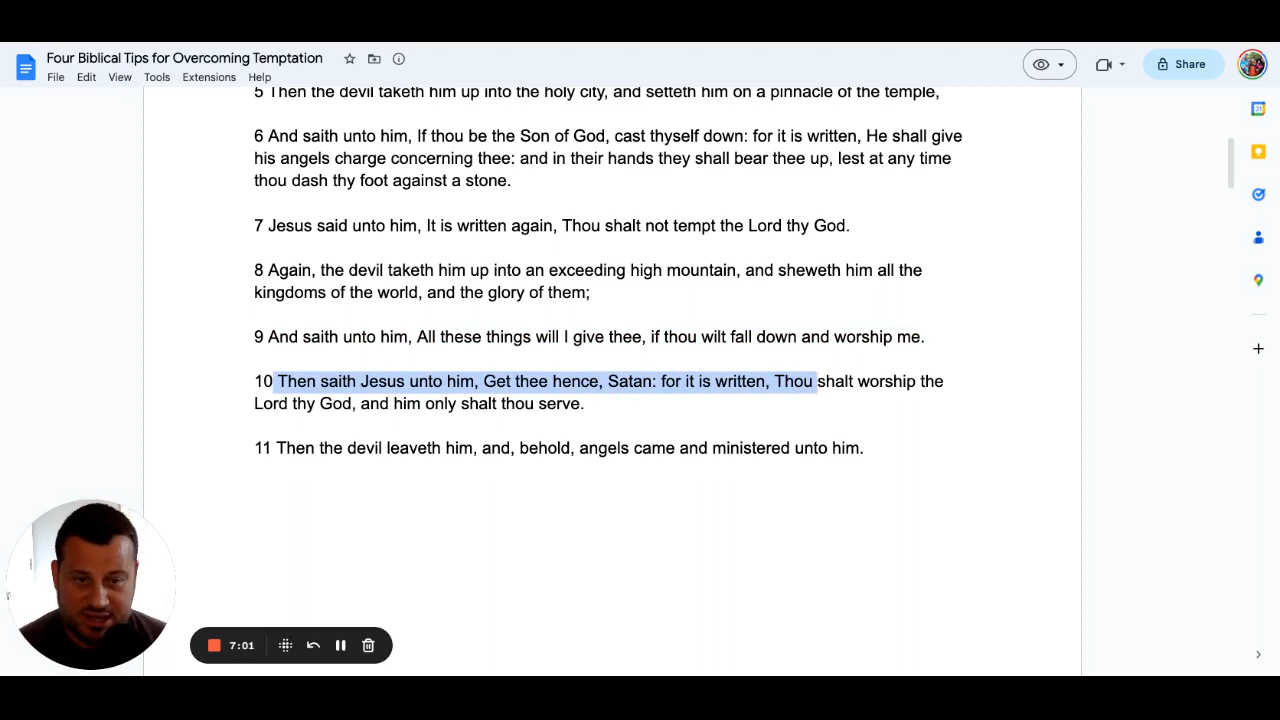 Four Biblical Tips for Overcoming Temptation
File Edit View Tools Extensions Help
Share
5 Then the devil taketh him up into the holy city, and setteth him on a pinnacle of the temple,
6 And saith unto him, If thou be the Son of God, cast thyself down: for it is written, He shall give
his angels charge concerning thee: and in their hands they shall bear thee up, lest at any time
thou dash thy foot against a stone.
7 Jesus said unto him, It is written again, Thou shalt not tempt the Lord thy God.
8 Again, the devil taketh him up into an exceeding high mountain, and sheweth him all the
kingdoms of the world, and the glory of them;
9 And saith unto him, All these things will I give thee, if thou wilt fall down and worship me.
10 Then saith Jesus unto him, Get thee hence, Satan: for it is written, Thou shalt worship the
Lord thy God, and him only shalt thou serve.
11 Then the devil leaveth him, and, behold, angels came and ministered unto him.
7:01